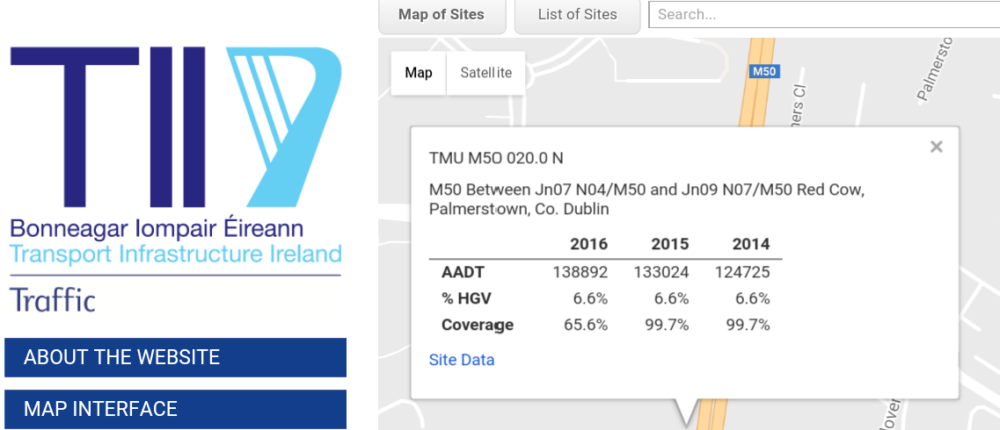 TII
Bonneagar Iompair Éireann
Transport Infrastructure Ireland
Traffic
ABOUT THE WEBSITE
MAP INTERFACE
Map of Sites
List of Sites
Search...
Map
Satellite
M50
Palmersto
ners Cl
TMU M50 020.0 N
M50 Between Jn07 N04/M50 and Jn09 N07/M50 Red Cow,
Palmerstown, Co. Dublin
2016 2015 2014
AADT 138892 133024 124725
% HGV 6.6% 6.6% 6.6%
Coverage 65.6% 99.7% 99.7%
Site Data